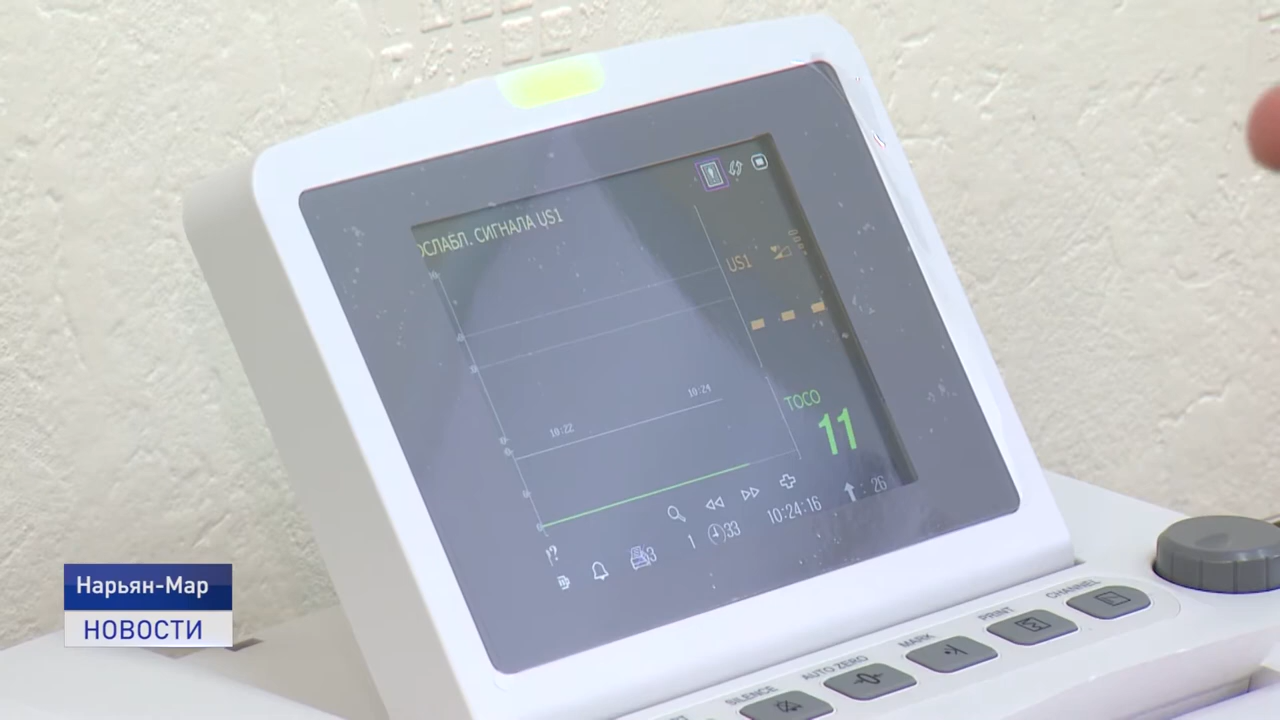 ОСЛАБЛ. СИГНАЛА US1
US1
10:24
10:22
TOCO
11
1
33
10:24:16
: 26
3
CHANNEL
PRINT
MARK
AUTO ZERO
SILENCE
Нарьян-Мар
НОВОСТИ